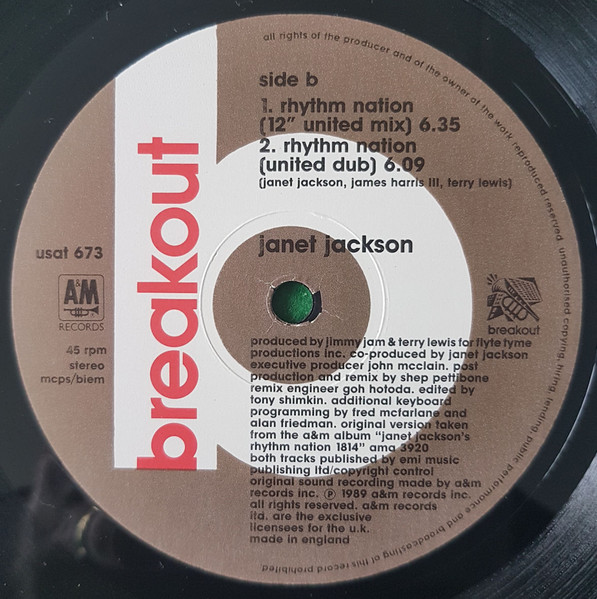 all rights of the producer and of the owner of the work reproduced reserved. unauthorised copying, hiring, lending, public performance and broadcasting of this record prohibited.
side b
1. rhythm nation
(12" united mix) 6.35
2. rhythm nation
(united dub) 6.09
(janet jackson, james harris III, terry lewis)
breakout
janet jackson
usat 673
A&M
RECORDS
45 rpm
stereo
mcps/biem
breakout
produced by jimmy jam & terry lewis for flyte tyme
productions inc. co-produced by janet jackson
executive producer john mcclain. post
production and remix by shep pettibone
remix engineer goh hotoda. edited by
tony shimkin. additional keyboard
programming by fred mcfarlane and
alan friedman. original version taken
from the a&m album "janet jackson's
rhythm nation 1814" ama 3920
both tracks published by emi music
publishing ltd/copyright control
original sound recording made by a&m
records inc. ℗ 1989 a&m records inc.
all rights reserved. a&m records
ltd. are the exclusive
licensees for the u.k.
made in england